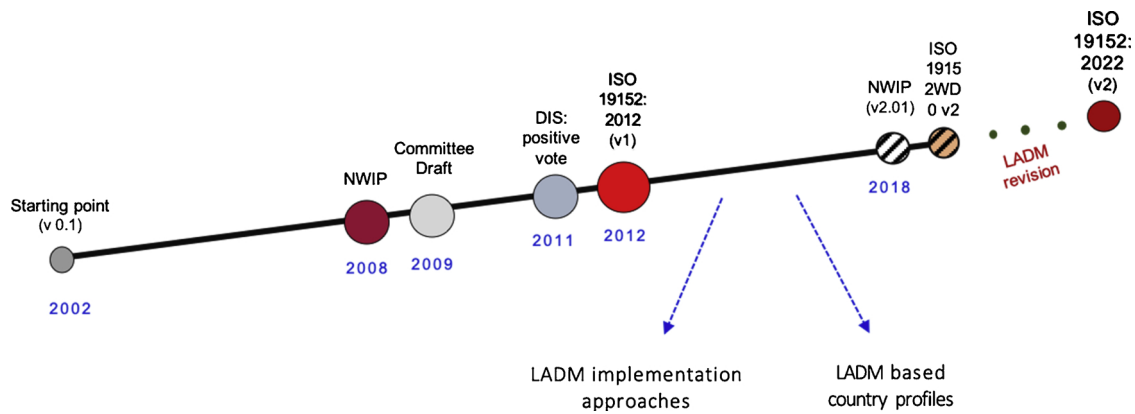 Starting point
(v 0.1)
2002
NWIP
2008
Committee
Draft
2009
DIS:
positive
vote
2011
ISO
19152:
2012
(v1)
2012
LADM implementation
approaches
LADM based
country profiles
NWIP
(v2.01)
2018
ISO
1915
2WD
0 v2
LADM
revision
ISO
19152:
2022
(v2)